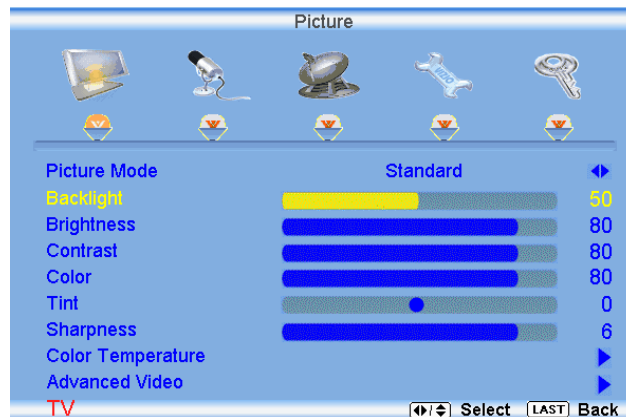 Picture
VIZIO
Picture Mode Standard
Backlight 50
Brightness 80
Contrast 80
Color 80
Tint 0
Sharpness 6
Color Temperature
Advanced Video
TV Select LAST Back